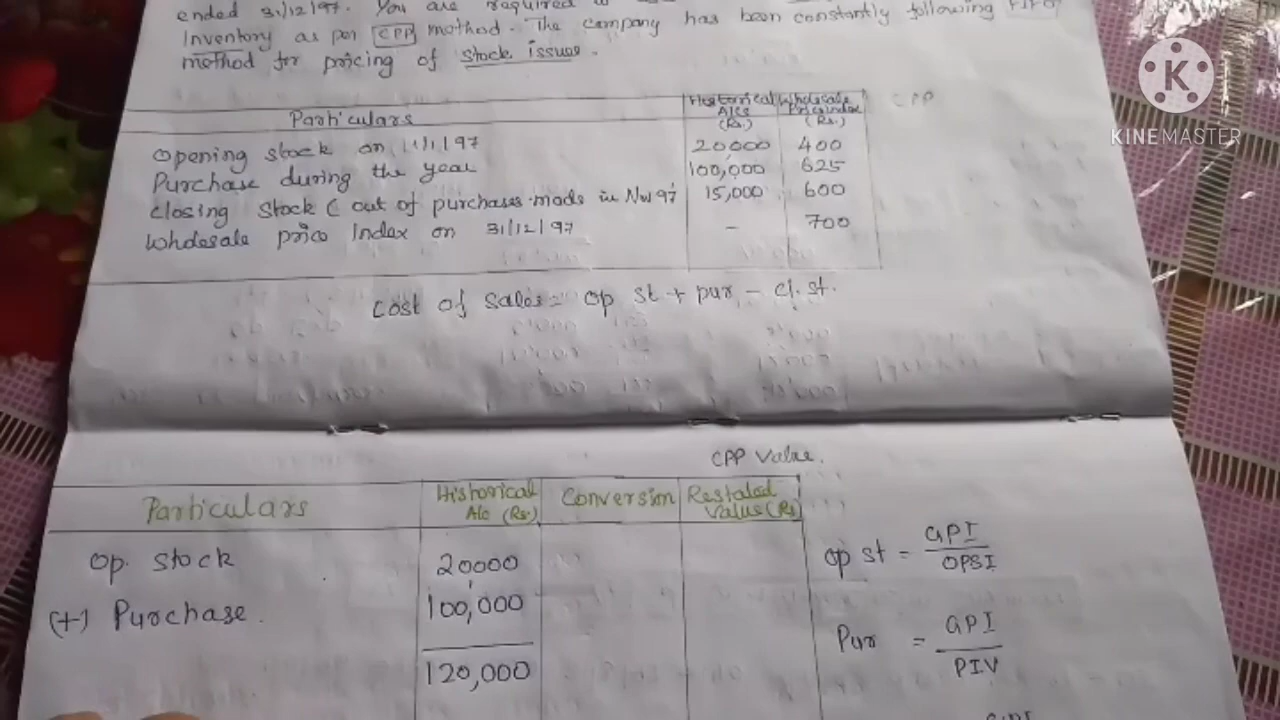 ended 31/12/97. You are required
Inventory as per CPP method. The company has been constantly following FIFO
method for pricing of stock issues.
Particulars Historical A/cs (Rs.) Wholesale Price index (Rs.) CPP
Opening stock on 1/1/97 20000 400
Purchase during the year 100,000 625
Closing stock ( out of purchases made in Nov 97 15,000 600
Wholesale price Index on 31/12/97 - 700
Cost of Sales = Op st + pur - cl. st.
CPP Value.
Particulars Historical A/c (Rs.) Conversion Restated Value (Rs)
Op. Stock 20000
(+) Purchase. 100,000
120,000
Op st = GPI / OPSI
Pur = GPI / PIV
KINEMASTER